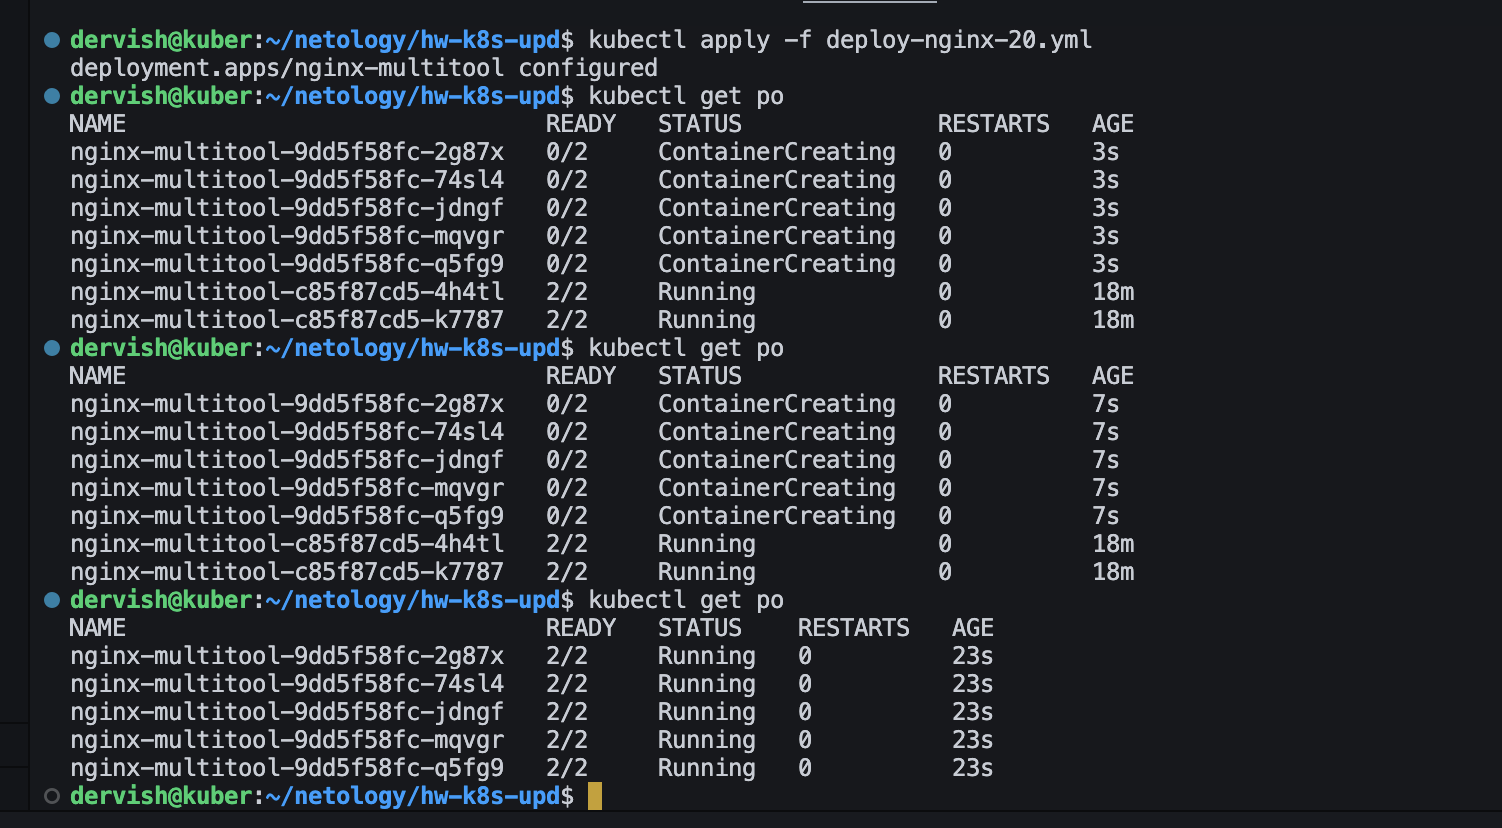 dervish@kuber:~/netology/hw-k8s-upd$ kubectl apply -f deploy-nginx-20.yml
deployment.apps/nginx-multitool configured
dervish@kuber:~/netology/hw-k8s-upd$ kubectl get po
NAME READY STATUS RESTARTS AGE
nginx-multitool-9dd5f58fc-2g87x 0/2 ContainerCreating 0 3s
nginx-multitool-9dd5f58fc-74sl4 0/2 ContainerCreating 0 3s
nginx-multitool-9dd5f58fc-jdngf 0/2 ContainerCreating 0 3s
nginx-multitool-9dd5f58fc-mqvgr 0/2 ContainerCreating 0 3s
nginx-multitool-9dd5f58fc-q5fg9 0/2 ContainerCreating 0 3s
nginx-multitool-c85f87cd5-4h4tl 2/2 Running 0 18m
nginx-multitool-c85f87cd5-k7787 2/2 Running 0 18m
dervish@kuber:~/netology/hw-k8s-upd$ kubectl get po
NAME READY STATUS RESTARTS AGE
nginx-multitool-9dd5f58fc-2g87x 0/2 ContainerCreating 0 7s
nginx-multitool-9dd5f58fc-74sl4 0/2 ContainerCreating 0 7s
nginx-multitool-9dd5f58fc-jdngf 0/2 ContainerCreating 0 7s
nginx-multitool-9dd5f58fc-mqvgr 0/2 ContainerCreating 0 7s
nginx-multitool-9dd5f58fc-q5fg9 0/2 ContainerCreating 0 7s
nginx-multitool-c85f87cd5-4h4tl 2/2 Running 0 18m
nginx-multitool-c85f87cd5-k7787 2/2 Running 0 18m
dervish@kuber:~/netology/hw-k8s-upd$ kubectl get po
NAME READY STATUS RESTARTS AGE
nginx-multitool-9dd5f58fc-2g87x 2/2 Running 0 23s
nginx-multitool-9dd5f58fc-74sl4 2/2 Running 0 23s
nginx-multitool-9dd5f58fc-jdngf 2/2 Running 0 23s
nginx-multitool-9dd5f58fc-mqvgr 2/2 Running 0 23s
nginx-multitool-9dd5f58fc-q5fg9 2/2 Running 0 23s
dervish@kuber:~/netology/hw-k8s-upd$